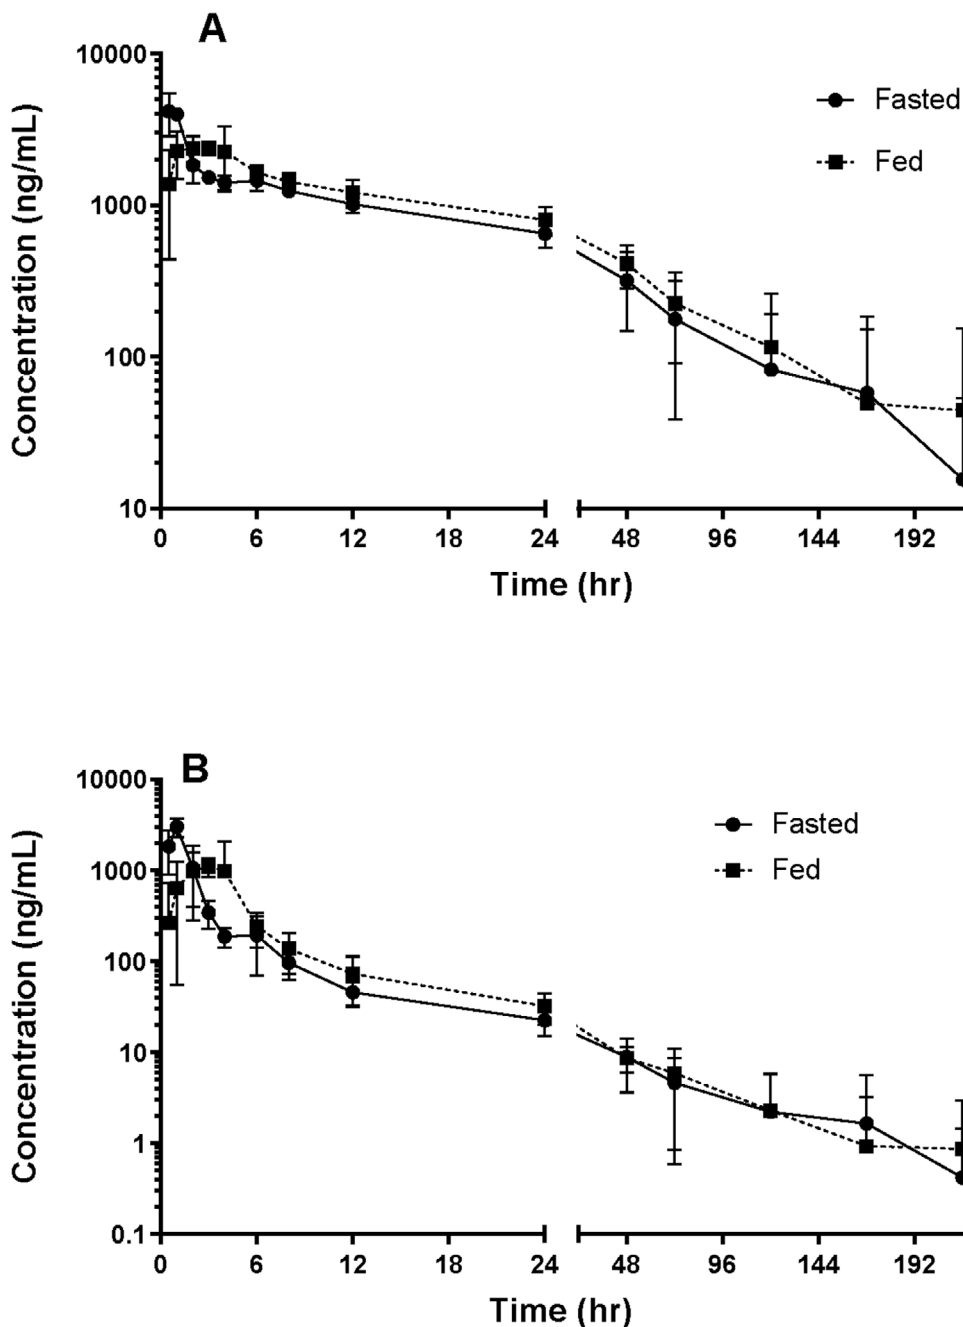 A
Concentration (ng/mL)
10000
1000
100
10
Fasted
Fed
0 6 12 18 24 48 96 144 192
Time (hr)
B
Concentration (ng/mL)
10000
1000
100
10
1
0.1
Fasted
Fed
0 6 12 18 24 48 96 144 192
Time (hr)